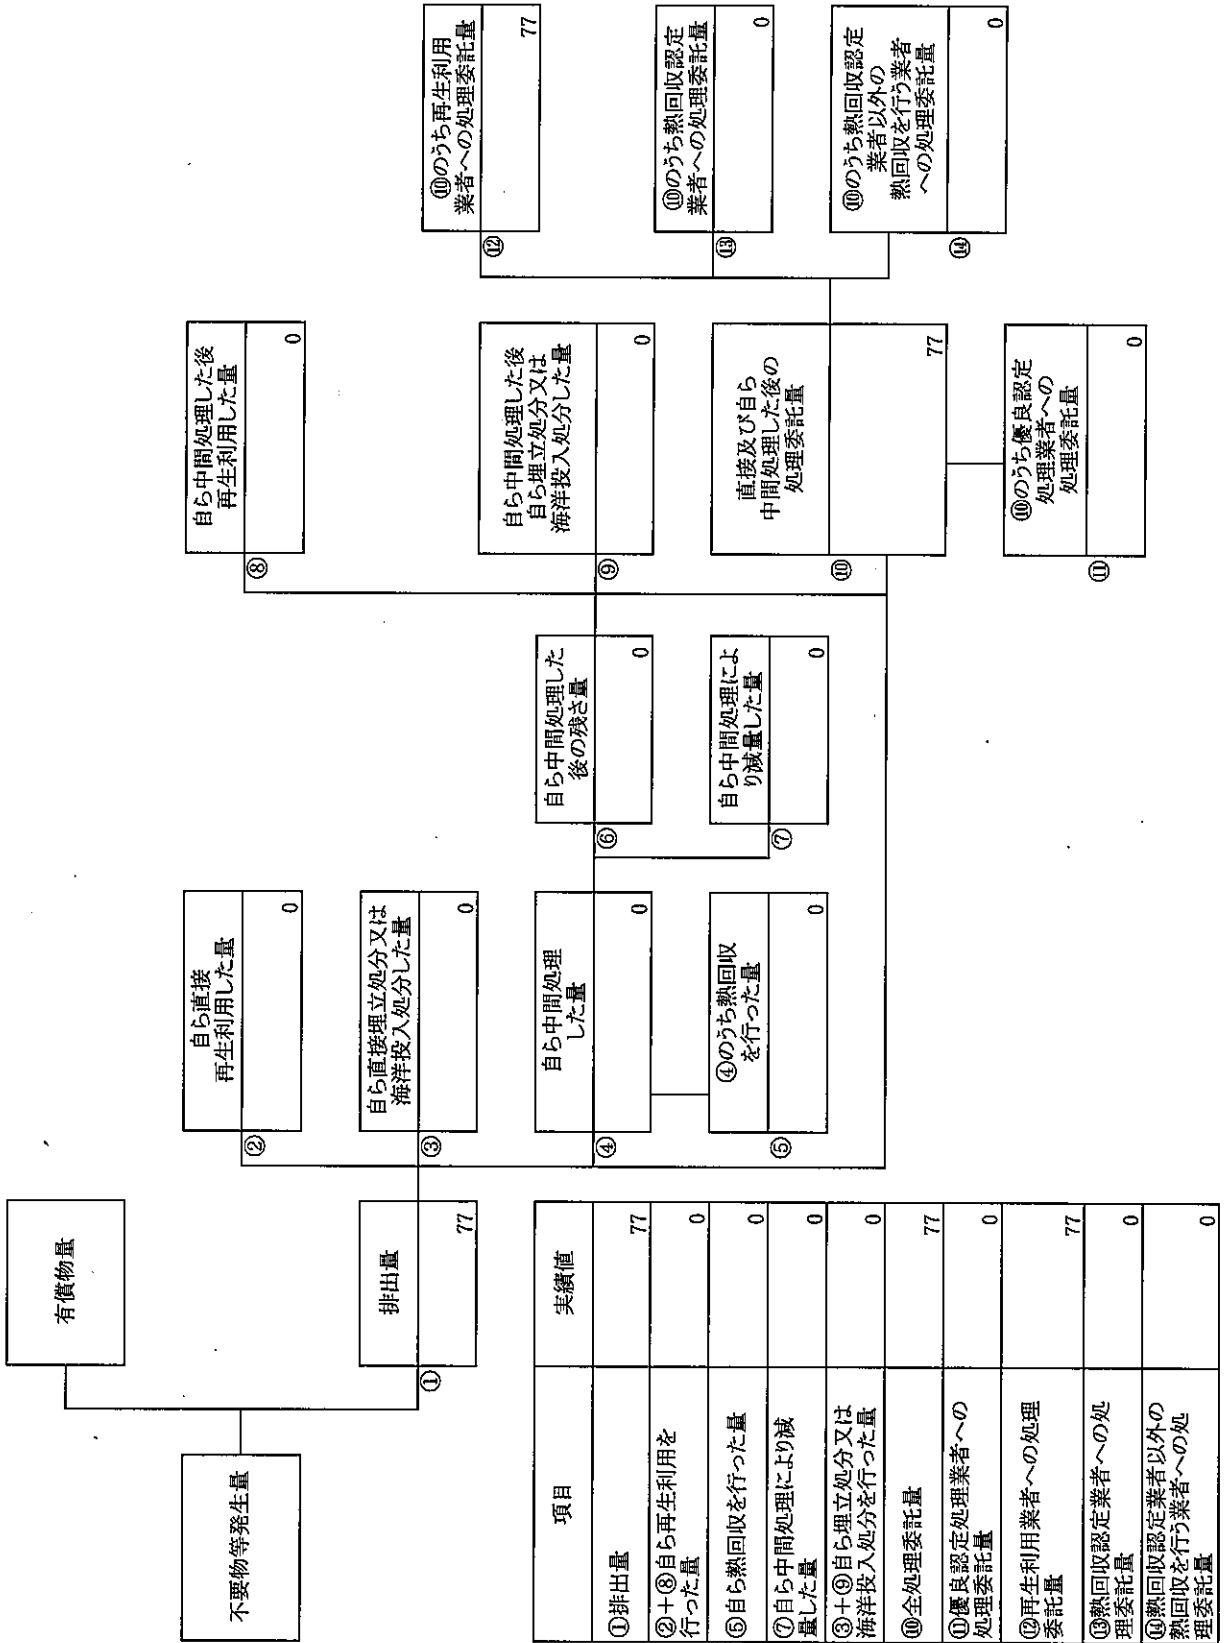 不要物等発生量
有償物量
排出量
①
77
自ら直接
再生利用した量
②
0
自ら直接埋立処分又は
海洋投入処分した量
③
0
自ら中間処理
した量
④
0
④のうち熱回収
を行った量
⑤
0
自ら中間処理した
後の残さ量
⑥
0
自ら中間処理によ
り減量した量
⑦
0
自ら中間処理した後
再生利用した量
⑧
0
自ら中間処理した後
自ら埋立処分又は
海洋投入処分した量
⑨
0
直接及び自ら
中間処理した後の
処理委託量
⑩
77
⑩のうち優良認定
処理業者への
処理委託量
⑪
0
⑩のうち再生利用
業者への処理委託量
⑫
77
⑩のうち熱回収認定
業者への処理委託量
⑬
0
⑩のうち熱回収認定
業者以外の
熱回収を行う業者
への処理委託量
⑭
0
項目 実績値
①排出量 77
②+⑧自ら再生利用を
行った量 0
⑤自ら熱回収を行った量 0
⑦自ら中間処理により減
量した量 0
③+⑨自ら埋立処分又は
海洋投入処分を行った量 0
⑩全処理委託量 77
⑪優良認定処理業者への
処理委託量 0
⑫再生利用業者への処理
委託量 77
⑬熱回収認定業者への処
理委託量 0
⑭熱回収認定業者以外の
熱回収を行う業者への処
理委託量 0